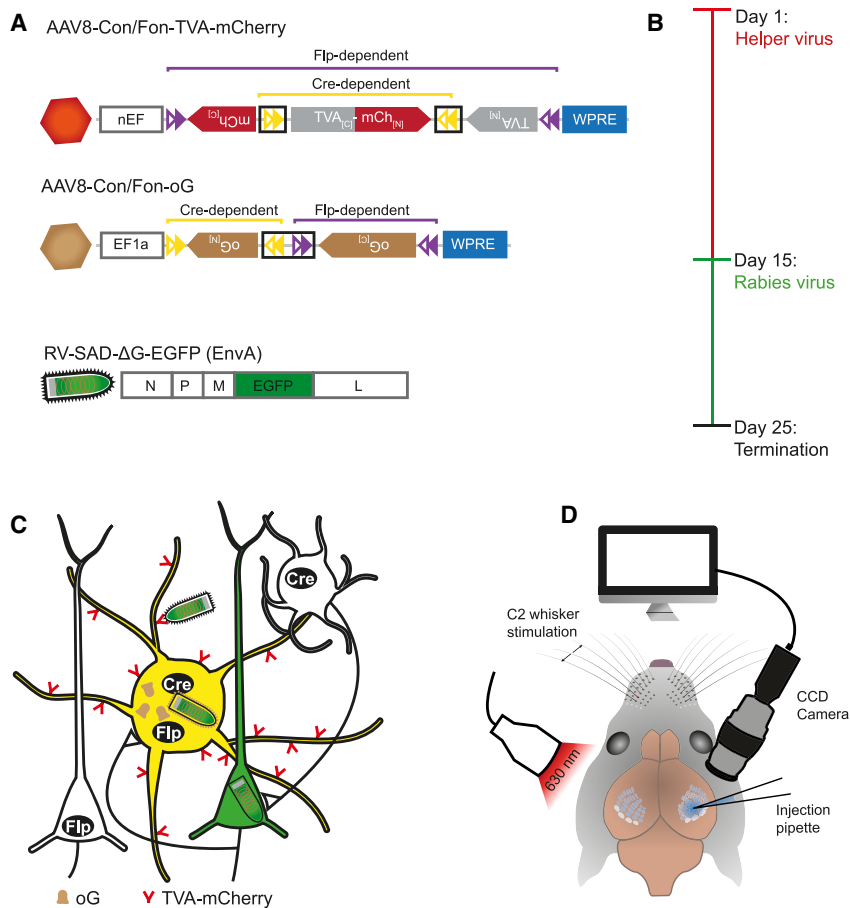 A
AAV8-Con/Fon-TVA-mCherry
Flp-dependent
Cre-dependent
nEF
mCh[C]
TVA[C]- mCh[N]
TVA[N]
WPRE
AAV8-Con/Fon-oG
Cre-dependent
Flp-dependent
EF1a
oG[N]
oG[C]
WPRE
RV-SAD-ΔG-EGFP (EnvA)
N
P
M
EGFP
L
B
Day 1:
Helper virus
Day 15:
Rabies virus
Day 25:
Termination
C
Cre
Cre
Flp
Flp
oG
TVA-mCherry
D
C2 whisker
stimulation
CCD
Camera
630 nm
Injection
pipette